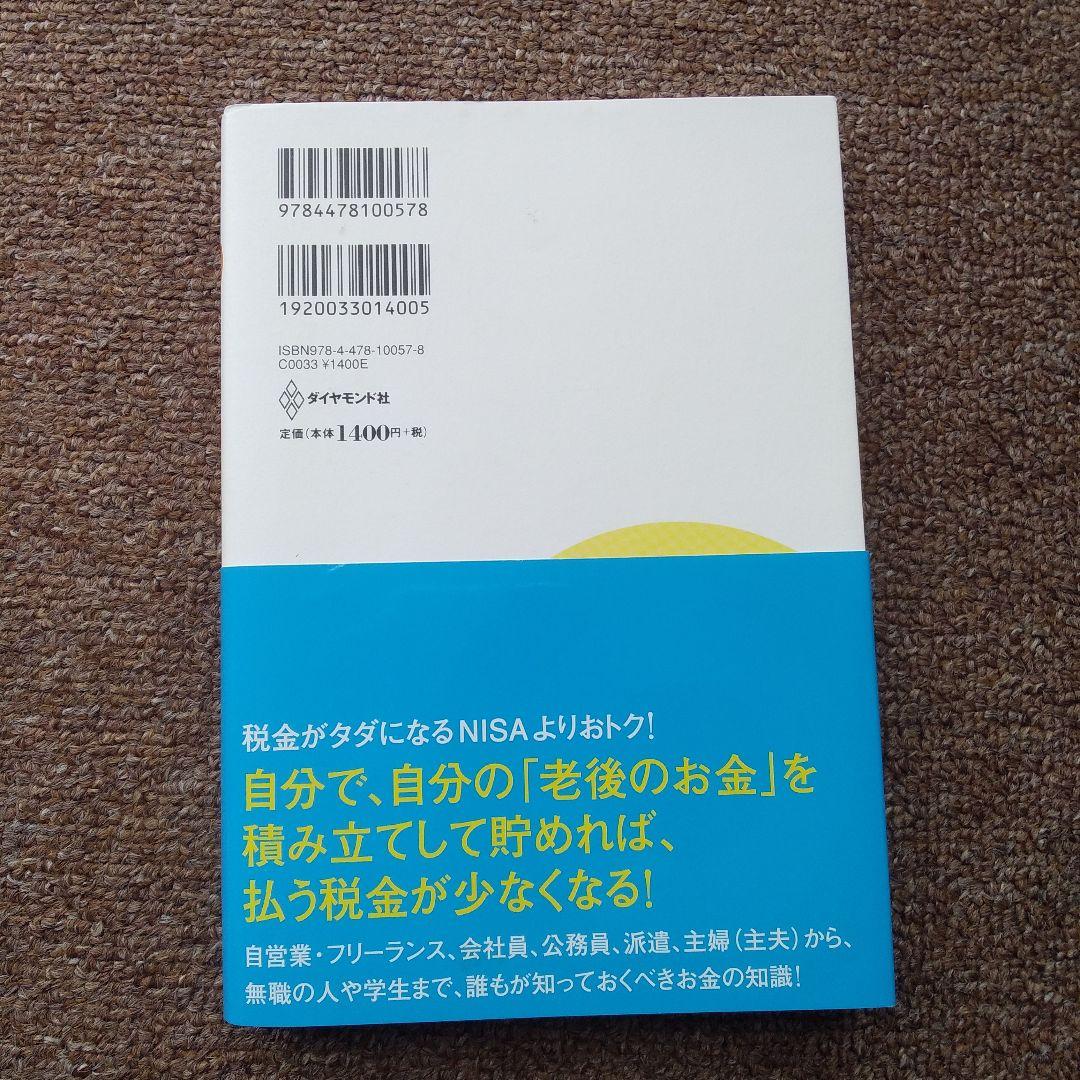 9784478100578
1920033014005
ISBN978-4-478-10057-8
C0033 ¥1400E
ダイヤモンド社
定価(本体1400円+税)
税金がタダになるNISAよりおトク!
自分で、自分の「老後のお金」を
積み立てして貯めれば、
払う税金が少なくなる!
自営業・フリーランス、会社員、公務員、派遣、主婦(主夫)から、
無職の人や学生まで、誰もが知っておくべきお金の知識!